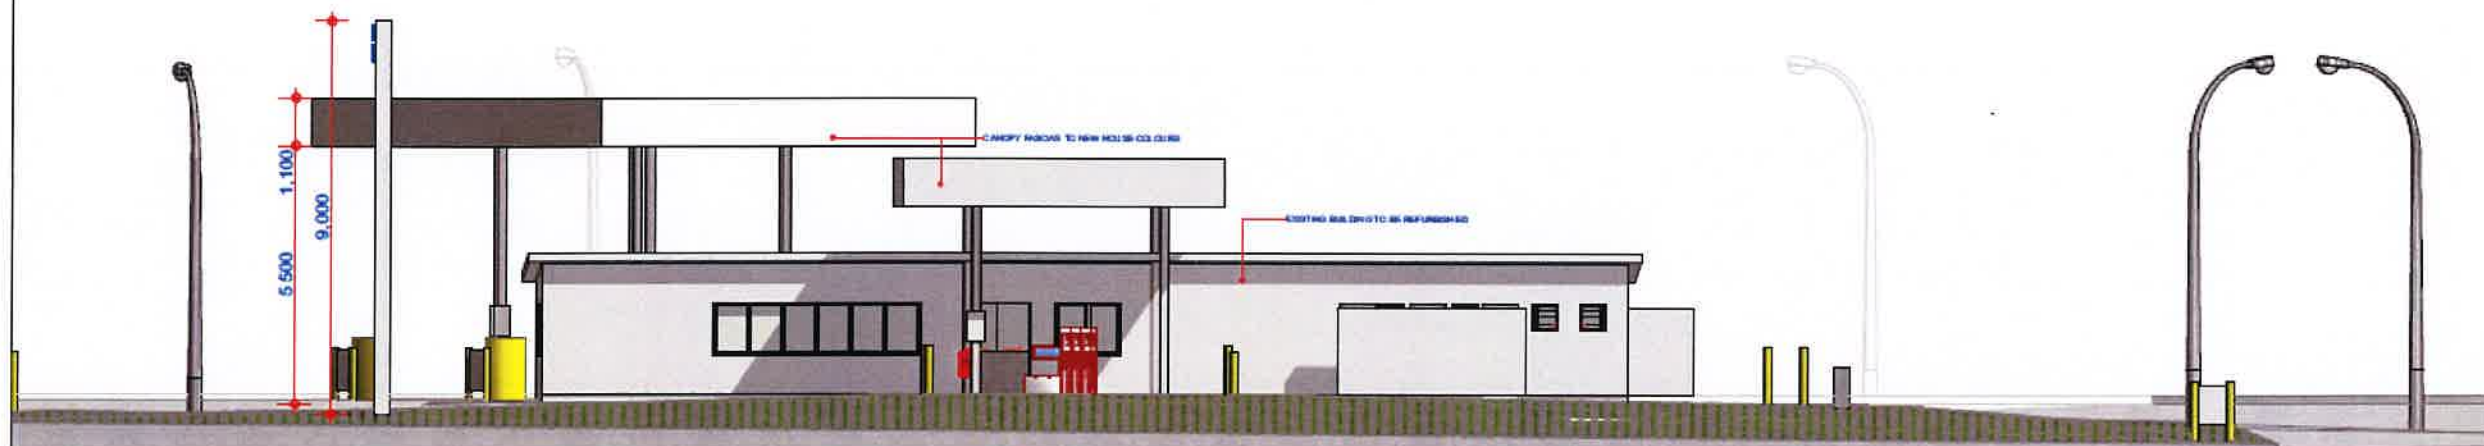 1,100
9,000
5 500
CANOPY FASCIAS TO NEW HOUSE COLOURS
EXISTING BUILDING TO BE REFURBISHED